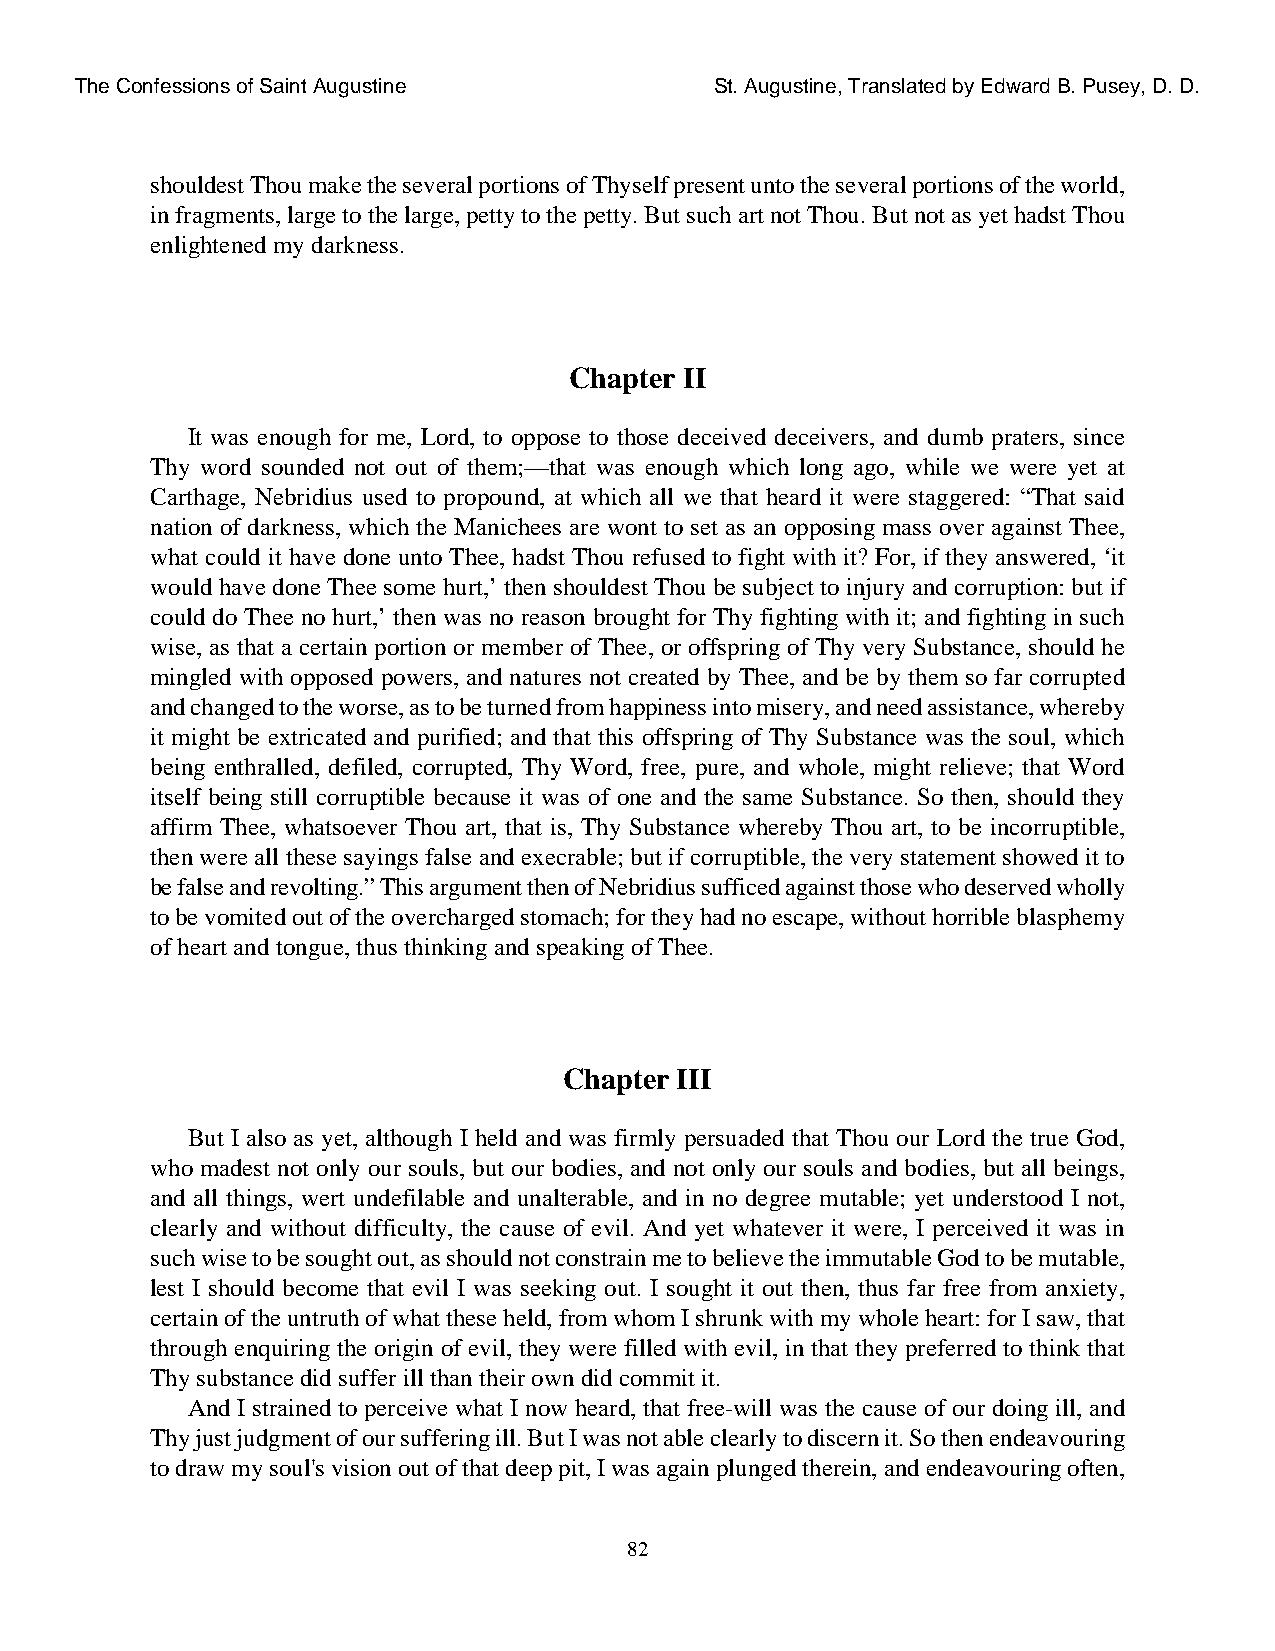 The Confessions of Saint Augustine St. Augustine, Translated by Edward B. Pusey, D. D.
shouldest Thou make the several portions of Thyself present unto the several portions of the world,
in fragments, large to the large, petty to the petty. But such art not Thou. But not as yet hadst Thou
enlightened my darkness.
Chapter II
It was enough for me, Lord, to oppose to those deceived deceivers, and dumb praters, since
Thy word sounded not out of them;—that was enough which long ago, while we were yet at
Carthage, Nebridius used to propound, at which all we that heard it were staggered: “That said
nation of darkness, which the Manichees are wont to set as an opposing mass over against Thee,
what could it have done unto Thee, hadst Thou refused to fight with it? For, if they answered, ‘it
would have done Thee some hurt,’ then shouldest Thou be subject to injury and corruption: but if
could do Thee no hurt,’ then was no reason brought for Thy fighting with it; and fighting in such
wise, as that a certain portion or member of Thee, or offspring of Thy very Substance, should he
mingled with opposed powers, and natures not created by Thee, and be by them so far corrupted
and changed to the worse, as to be turned from happiness into misery, and need assistance, whereby
it might be extricated and purified; and that this offspring of Thy Substance was the soul, which
being enthralled, defiled, corrupted, Thy Word, free, pure, and whole, might relieve; that Word
itself being still corruptible because it was of one and the same Substance. So then, should they
affirm Thee, whatsoever Thou art, that is, Thy Substance whereby Thou art, to be incorruptible,
then were all these sayings false and execrable; but if corruptible, the very statement showed it to
be false and revolting.” This argument then of Nebridius sufficed against those who deserved wholly
to be vomited out of the overcharged stomach; for they had no escape, without horrible blasphemy
of heart and tongue, thus thinking and speaking of Thee.
Chapter III
But I also as yet, although I held and was firmly persuaded that Thou our Lord the true God,
who madest not only our souls, but our bodies, and not only our souls and bodies, but all beings,
and all things, wert undefilable and unalterable, and in no degree mutable; yet understood I not,
clearly and without difficulty, the cause of evil. And yet whatever it were, I perceived it was in
such wise to be sought out, as should not constrain me to believe the immutable God to be mutable,
lest I should become that evil I was seeking out. I sought it out then, thus far free from anxiety,
certain of the untruth of what these held, from whom I shrunk with my whole heart: for I saw, that
through enquiring the origin of evil, they were filled with evil, in that they preferred to think that
Thy substance did suffer ill than their own did commit it.
And I strained to perceive what I now heard, that free-will was the cause of our doing ill, and
Thy just judgment of our suffering ill. But I was not able clearly to discern it. So then endeavouring
to draw my soul's vision out of that deep pit, I was again plunged therein, and endeavouring often,
82